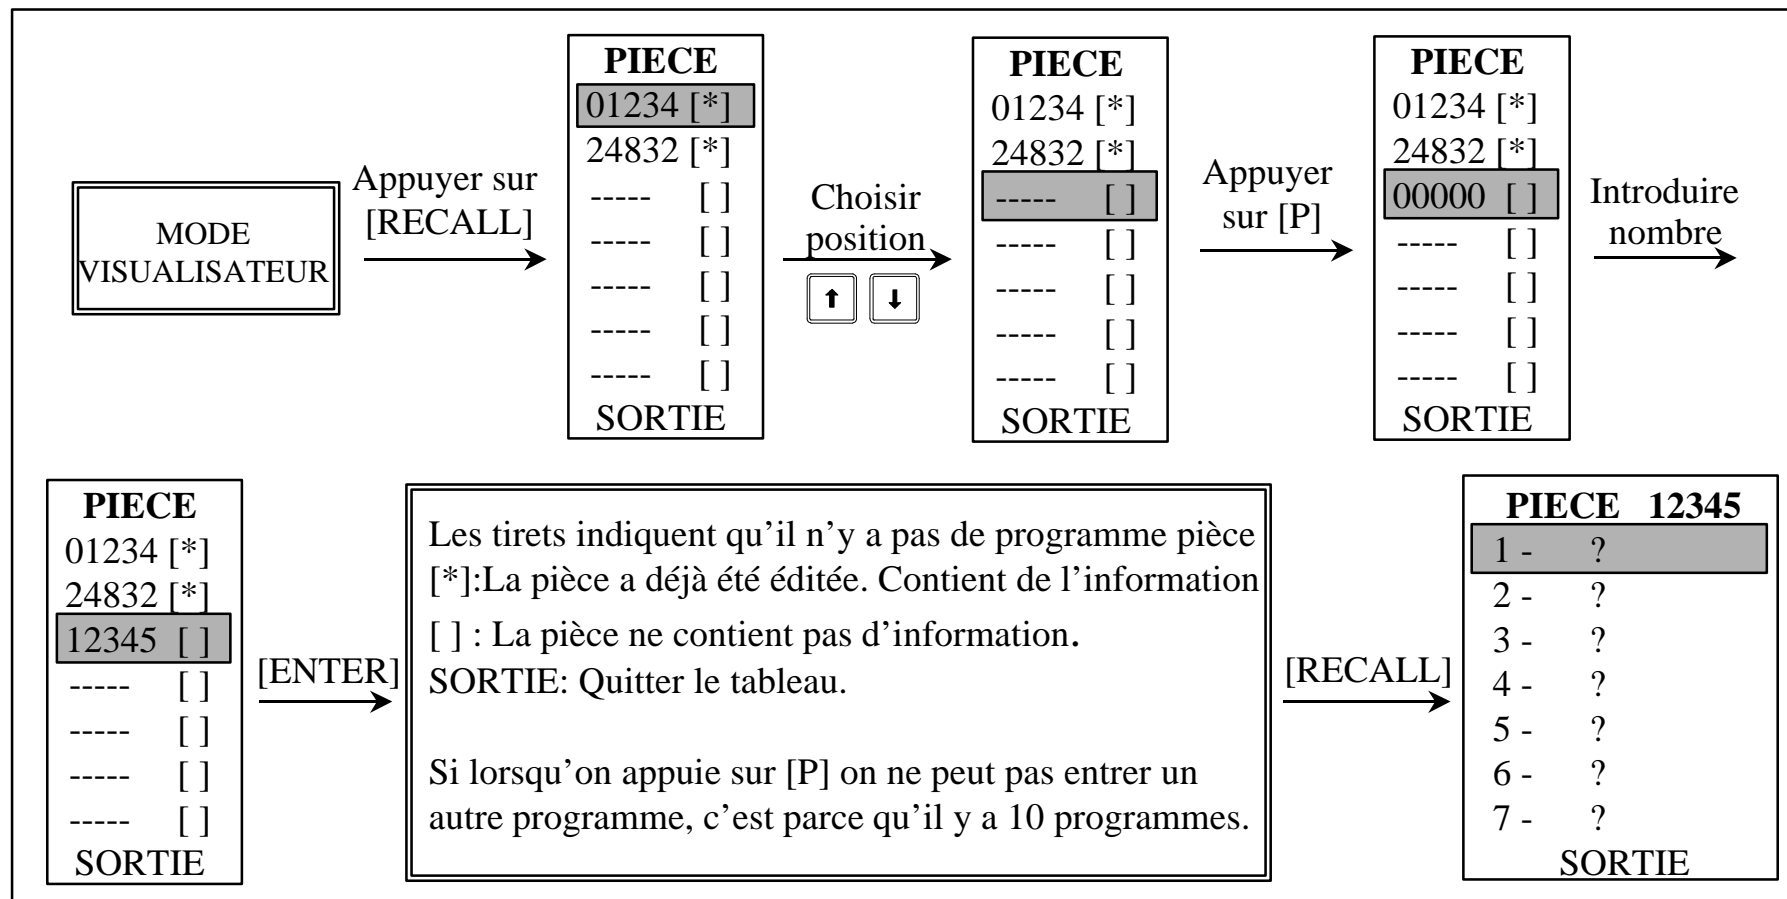 MODE
VISUALISATEUR
Appuyer sur
[RECALL]
PIECE
01234 [*]
24832 [*]
----- [ ]
----- [ ]
----- [ ]
----- [ ]
----- [ ]
SORTIE
Choisir
position
PIECE
01234 [*]
24832 [*]
----- [ ]
----- [ ]
----- [ ]
----- [ ]
----- [ ]
SORTIE
Appuyer
sur [P]
PIECE
01234 [*]
24832 [*]
00000 [ ]
----- [ ]
----- [ ]
----- [ ]
----- [ ]
SORTIE
Introduire
nombre
PIECE
01234 [*]
24832 [*]
12345 [ ]
----- [ ]
----- [ ]
----- [ ]
----- [ ]
SORTIE
[ENTER]
Les tirets indiquent qu’il n’y a pas de programme pièce
[*]:La pièce a déjà été éditée. Contient de l’information
[ ] : La pièce ne contient pas d’information.
SORTIE: Quitter le tableau.
Si lorsqu’on appuie sur [P] on ne peut pas entrer un
autre programme, c’est parce qu’il y a 10 programmes.
[RECALL]
PIECE 12345
1 - ?
2 - ?
3 - ?
4 - ?
5 - ?
6 - ?
7 - ?
SORTIE